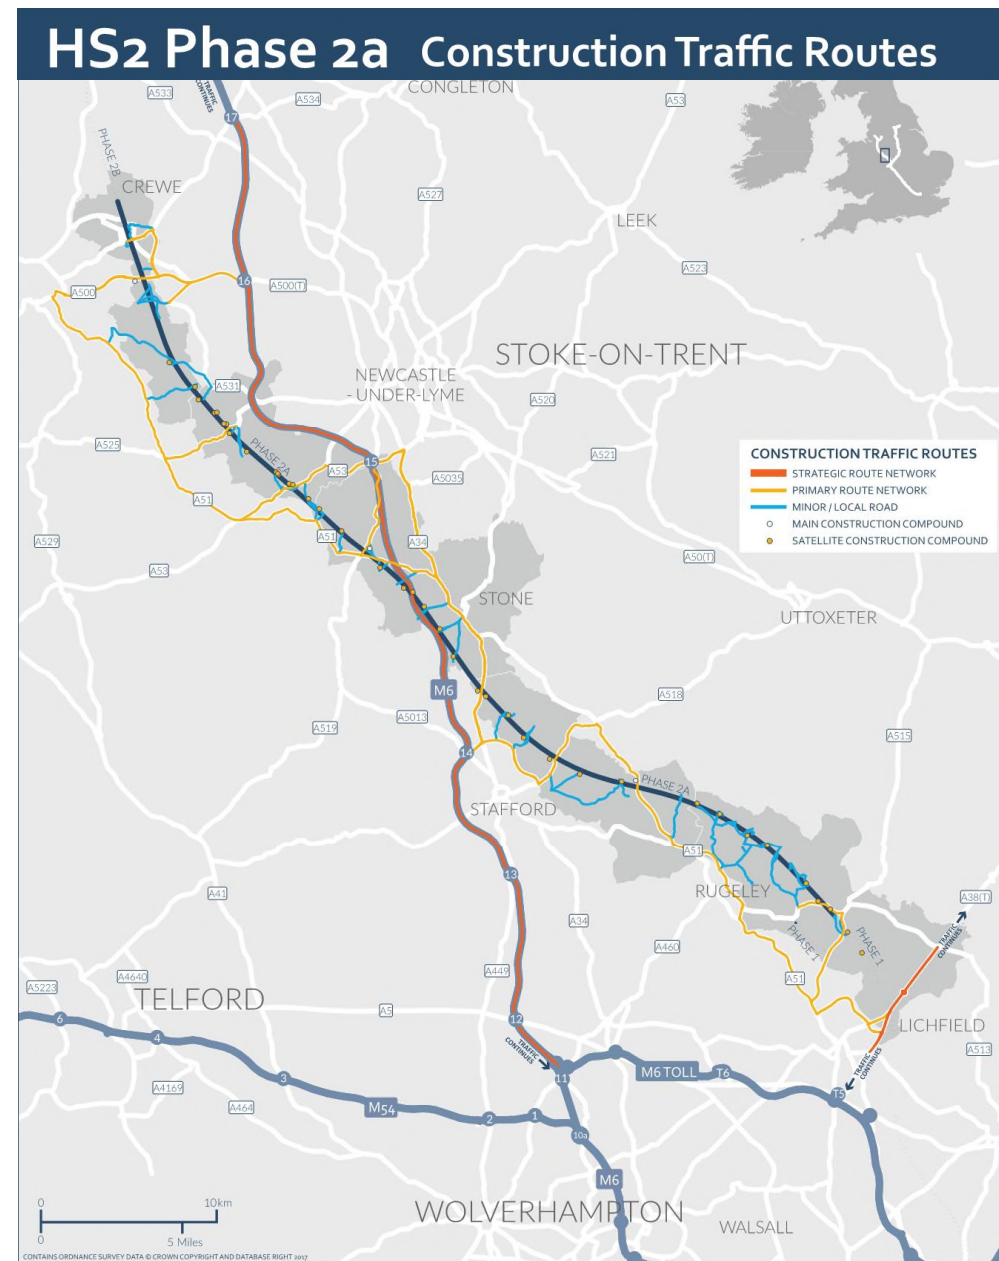 HS2 Phase 2a Construction Traffic Routes
TRAFFIC
CONTINUES
CONGLETON
A533
A534
A53
17
PHASE 2B
CREWE
A527
LEEK
A523
A500
16
A500(T)
STOKE-ON-TRENT
NEWCASTLE
- UNDER-LYME
A531
A520
A525
PHASE 2A
15
A53
A5035
A521
CONSTRUCTION TRAFFIC ROUTES
STRATEGIC ROUTE NETWORK
PRIMARY ROUTE NETWORK
MINOR / LOCAL ROAD
MAIN CONSTRUCTION COMPOUND
SATELLITE CONSTRUCTION COMPOUND
A51
A529
A51
A34
A53
A50(T)
STONE
UTTOXETER
M6
A518
A5013
A519
A515
14
PHASE 2A
STAFFORD
A51
13
RUGELEY
A41
A34
A38(T)
TRAFFIC
CONTINUES
PHASE 1
PHASE 1
A460
A449
A51
A4640
A5223
TELFORD
A5
LICHFIELD
6
12
4
A513
TRAFFIC
CONTINUES
TRAFFIC
CONTINUES
3
11
M6 TOLL
T6
T5
A4169
A464
M54
2
1
10a
M6
0
10km
WOLVERHAMPTON
WALSALL
0
5 Miles
CONTAINS ORDNANCE SURVEY DATA © CROWN COPYRIGHT AND DATABASE RIGHT 2017